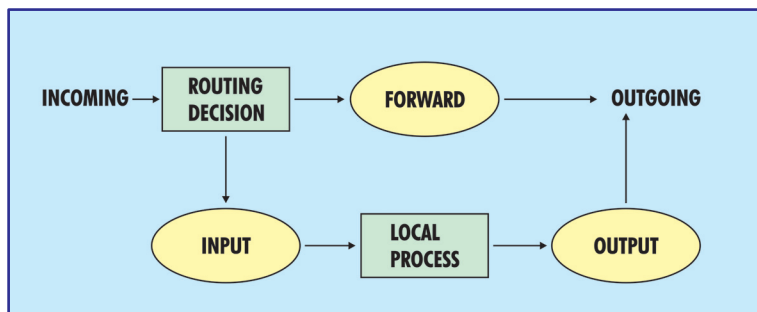 INCOMING
ROUTING
DECISION
FORWARD
OUTGOING
INPUT
LOCAL
PROCESS
OUTPUT